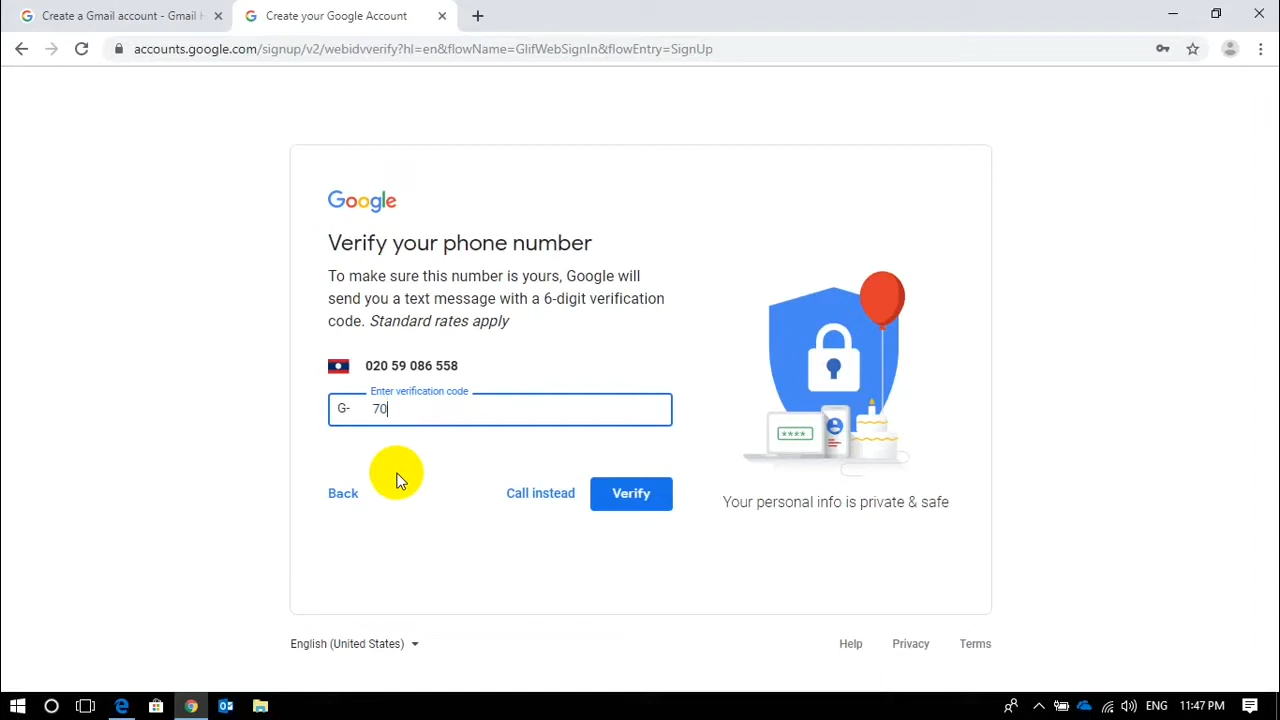 Create a Gmail account - Gmail H
Create your Google Account
accounts.google.com/signup/v2/webidvverify?hl=en&flowName=GlifWebSignIn&flowEntry=SignUp
Google
Verify your phone number
To make sure this number is yours, Google will
send you a text message with a 6-digit verification
code. Standard rates apply
020 59 086 558
Enter verification code
G- 70
Back
Call instead
Verify
****
Your personal info is private & safe
English (United States)
Help
Privacy
Terms
ENG
11:47 PM